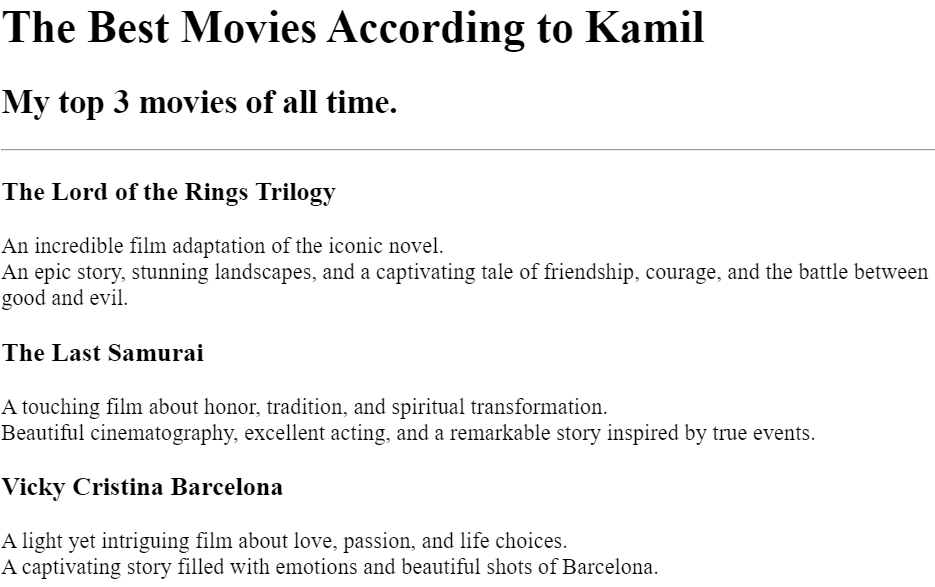 The Best Movies According to Kamil
My top 3 movies of all time.
The Lord of the Rings Trilogy
An incredible film adaptation of the iconic novel.
An epic story, stunning landscapes, and a captivating tale of friendship, courage, and the battle between
good and evil.
The Last Samurai
A touching film about honor, tradition, and spiritual transformation.
Beautiful cinematography, excellent acting, and a remarkable story inspired by true events.
Vicky Cristina Barcelona
A light yet intriguing film about love, passion, and life choices.
A captivating story filled with emotions and beautiful shots of Barcelona.